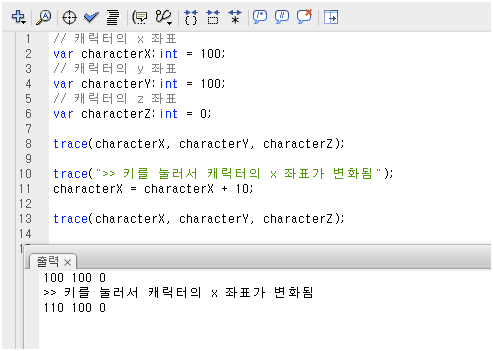 1 // 캐릭터의 x 좌표
2 var characterX:int = 100;
3 // 캐릭터의 y 좌표
4 var characterY:int = 100;
5 // 캐릭터의 z 좌표
6 var characterZ:int = 0;
7
8 trace(characterX, characterY, characterZ);
9
10 trace(">> 키를 눌러서 캐릭터의 x 좌표가 변화됨");
11 characterX = characterX + 10;
12
13 trace(characterX, characterY, characterZ);
14
출력 ×
100 100 0
>> 키를 눌러서 캐릭터의 x 좌표가 변화됨
110 100 0